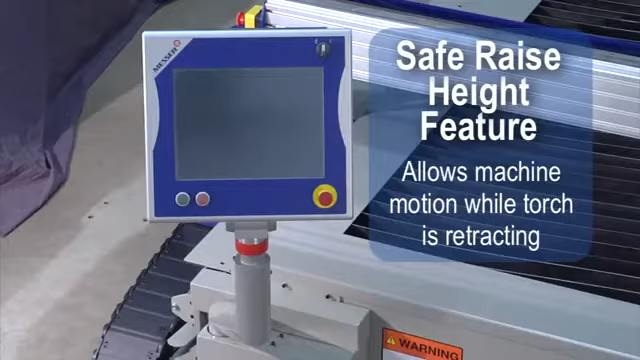 MESSER
Safe Raise
Height
Feature
Allows machine
motion while torch
is retracting
WARNING